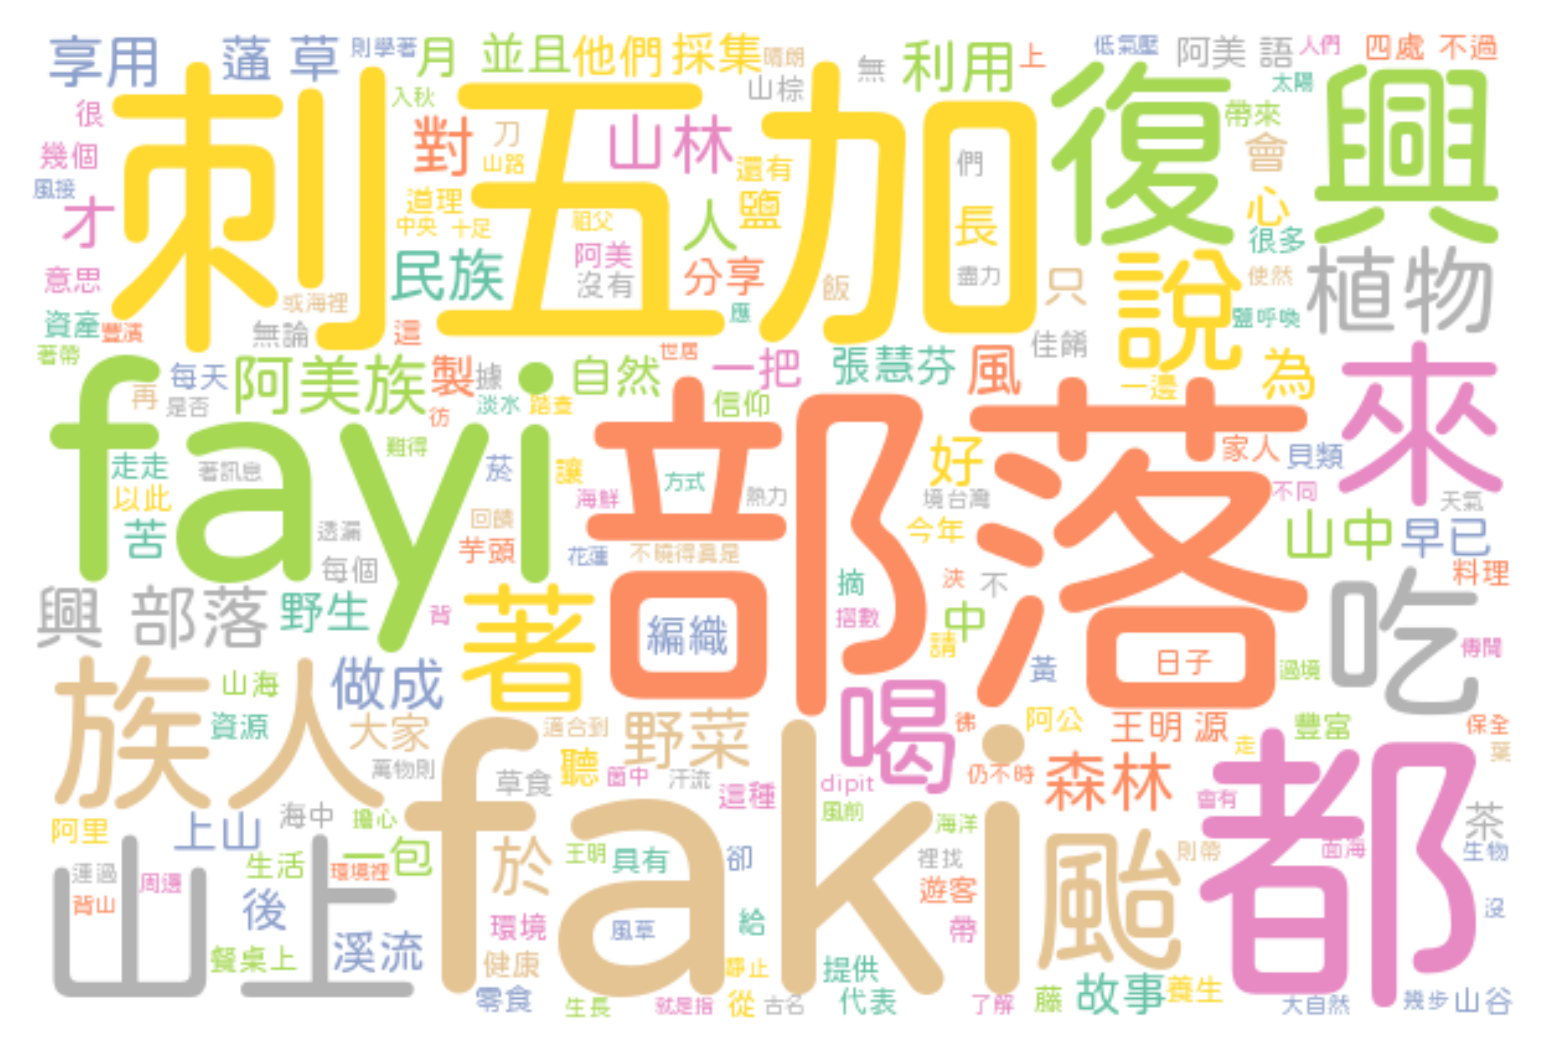 享用 蓪 草 則學著 月 並且 他們 採集 晴朗 無 利用 上 低氣壓 阿美 語 人們 四處 不過
很 入秋 刀 山棕 太陽
刺五加 復興
對 山路 山林 還有 們 帶來 會
幾個
風接
才 道理 人 鹽 長 心
中央 十足 祖父 很多
意思 民族 阿美 沒有 分享 飯 盡力 只 說 使然 植物
或海裡
資產 豐濱 無論 這 應 鹽呼喚
著帶 世居 佳餚
每天 阿美族 製 據 自然 一把 張慧芬 風 一邊 為 來
再 是否 彷 淡水 踏查 信仰
fayi 部落
走走 著訊息 難得 菸 讓 方式 好 家人 貝類
以此 海鮮 熱力 境台灣 不同 天氣
苦 透漏 回饋 今年 山中 早已
每個 芋頭 花蓮 不曉得真是 料理
興 部落 野生 背 著 編織 摘 浹 不 吃
摺數 中
請 日子 傳聞
族人 山海 做成 黃 過境
資源 大家 適合到 野菜 喝 彿 阿公 王明 源 豐富 保全
萬物則 草食 聽 箇中 汗流 這種 dipit 仍不時 森林 走 葉
faki 都
阿里 上山 海中 擔心 風前 海洋 會有 茶
山上 生活 一包 於 王明 具有 卻 裡找 颱 則帶 面海 生物
連過 周遭 環境裡 遊客
背山 後 環境 風草 給 帶 沒
餐桌上 溪流 健康 靜止 提供
零食 生長 就是指 從 古名 代表 了解 藤 故事 養生 大自然 幾步 山谷